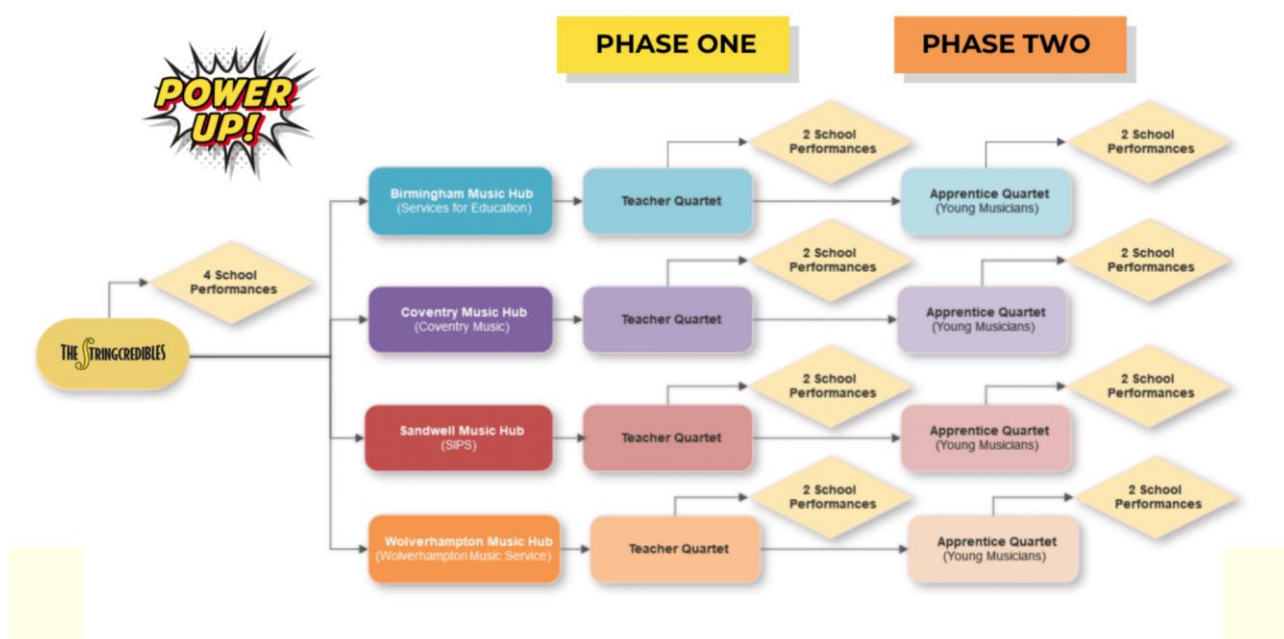 POWER
UP!
PHASE ONE
PHASE TWO
THE STRINGCREDIBLES
4 School
Performances
Birmingham Music Hub
(Services for Education)
Teacher Quartet
2 School
Performances
Apprentice Quartet
(Young Musicians)
2 School
Performances
Coventry Music Hub
(Coventry Music)
Teacher Quartet
2 School
Performances
Apprentice Quartet
(Young Musicians)
2 School
Performances
Sandwell Music Hub
(SIPS)
Teacher Quartet
2 School
Performances
Apprentice Quartet
(Young Musicians)
2 School
Performances
Wolverhampton Music Hub
(Wolverhampton Music Service)
Teacher Quartet
2 School
Performances
Apprentice Quartet
(Young Musicians)
2 School
Performances